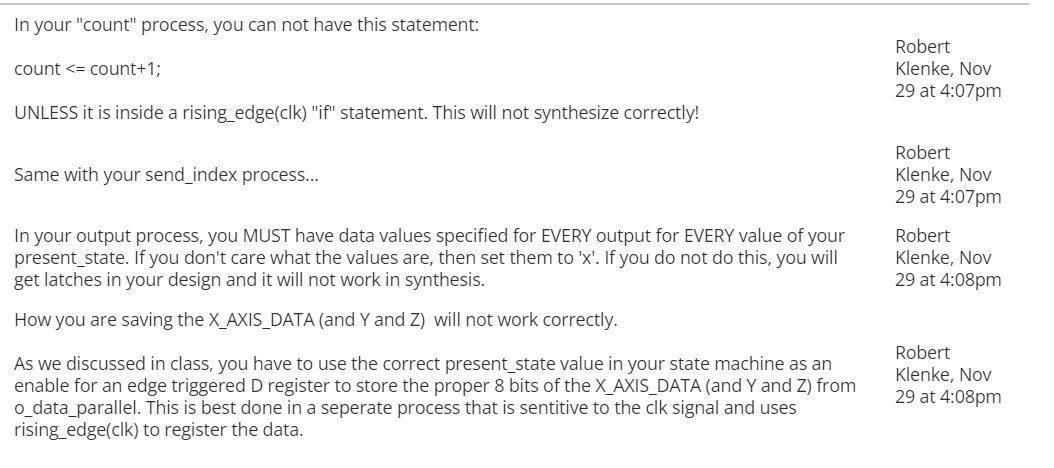 In your "count" process, you can not have this statement:
count <= count+1;
UNLESS it is inside a rising_edge(clk) "if" statement. This will not synthesize correctly!
Robert
Klenke, Nov
29 at 4:07pm
Same with your send_index process...
Robert
Klenke, Nov
29 at 4:07pm
In your output process, you MUST have data values specified for EVERY output for EVERY value of your
present_state. If you don't care what the values are, then set them to 'x'. If you do not do this, you will
get latches in your design and it will not work in synthesis.
Robert
Klenke, Nov
29 at 4:08pm
How you are saving the X_AXIS_DATA (and Y and Z)  will not work correctly.
As we discussed in class, you have to use the correct present_state value in your state machine as an
enable for an edge triggered D register to store the proper 8 bits of the X_AXIS_DATA (and Y and Z) from
o_data_parallel. This is best done in a seperate process that is sentitive to the clk signal and uses
rising_edge(clk) to register the data.
Robert
Klenke, Nov
29 at 4:08pm